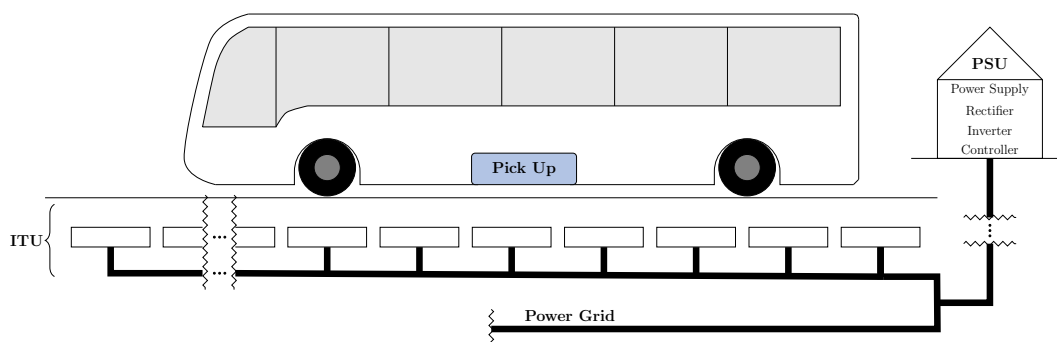 PSU
Power Supply
Rectifier
Inverter
Controller
Pick Up
ITU
Power Grid